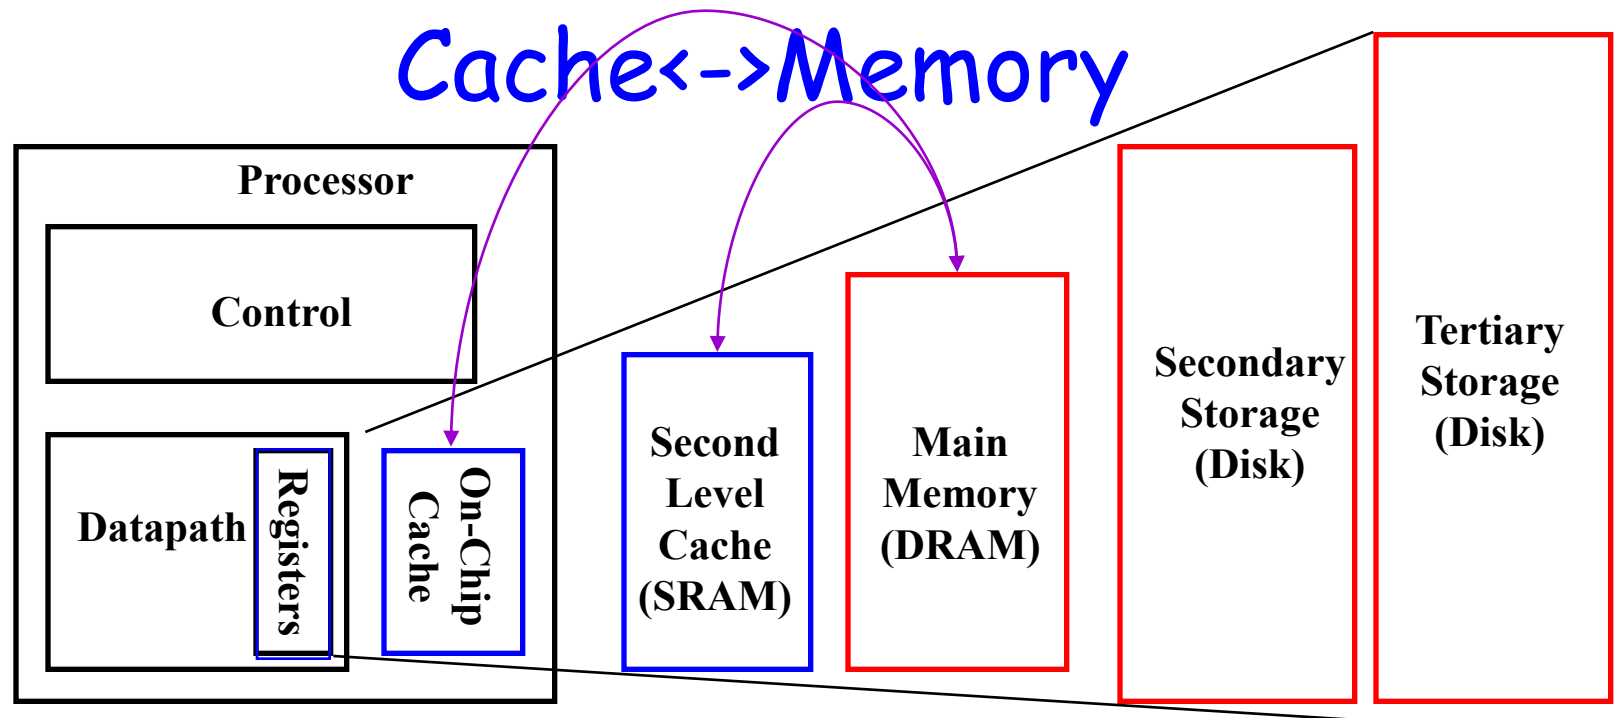 Cache<->Memory
Processor
Control
Datapath
Registers
On-Chip
Cache
Second
Level
Cache
(SRAM)
Main
Memory
(DRAM)
Secondary
Storage
(Disk)
Tertiary
Storage
(Disk)